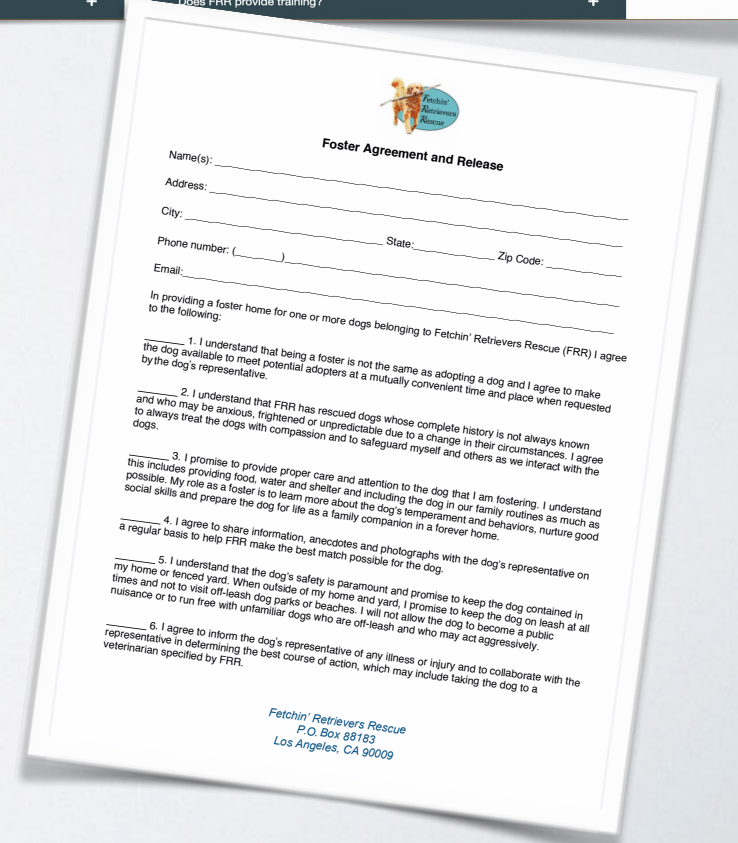 +
Does FRR provide training?
+
Fetchin'
Retrievers
Rescue
Foster Agreement and Release
Name(s): ____________________
Address: ____________________
City: ____________________ State:____________ Zip Code: ____________
Phone number: (________)____________________
Email:____________________
In providing a foster home for one or more dogs belonging to Fetchin' Retrievers Rescue (FRR) I agree
to the following:
_______ 1. I understand that being a foster is not the same as adopting a dog and I agree to make
the dog available to meet potential adopters at a mutually convenient time and place when requested
by the dog's representative.
_______ 2. I understand that FRR has rescued dogs whose complete history is not always known
and who may be anxious, frightened or unpredictable due to a change in their circumstances. I agree
to always treat the dogs with compassion and to safeguard myself and others as we interact with the
dogs.
_______ 3. I promise to provide proper care and attention to the dog that I am fostering. I understand
this includes providing food, water and shelter and including the dog in our family routines as much as
possible. My role as a foster is to learn more about the dog's temperament and behaviors, nurture good
social skills and prepare the dog for life as a family companion in a forever home.
_______ 4. I agree to share information, anecdotes and photographs with the dog's representative on
a regular basis to help FRR make the best match possible for the dog.
_______ 5. I understand that the dog's safety is paramount and promise to keep the dog contained in
my home or fenced yard. When outside of my home and yard, I promise to keep the dog on leash at all
times and not to visit off-leash dog parks or beaches. I will not allow the dog to become a public
nuisance or to run free with unfamiliar dogs who are off-leash and who may act aggressively.
_______ 6. I agree to inform the dog's representative of any illness or injury and to collaborate with the
representative in determining the best course of action, which may include taking the dog to a
veterinarian specified by FRR.
Fetchin' Retrievers Rescue
P.O. Box 88183
Los Angeles, CA 90009